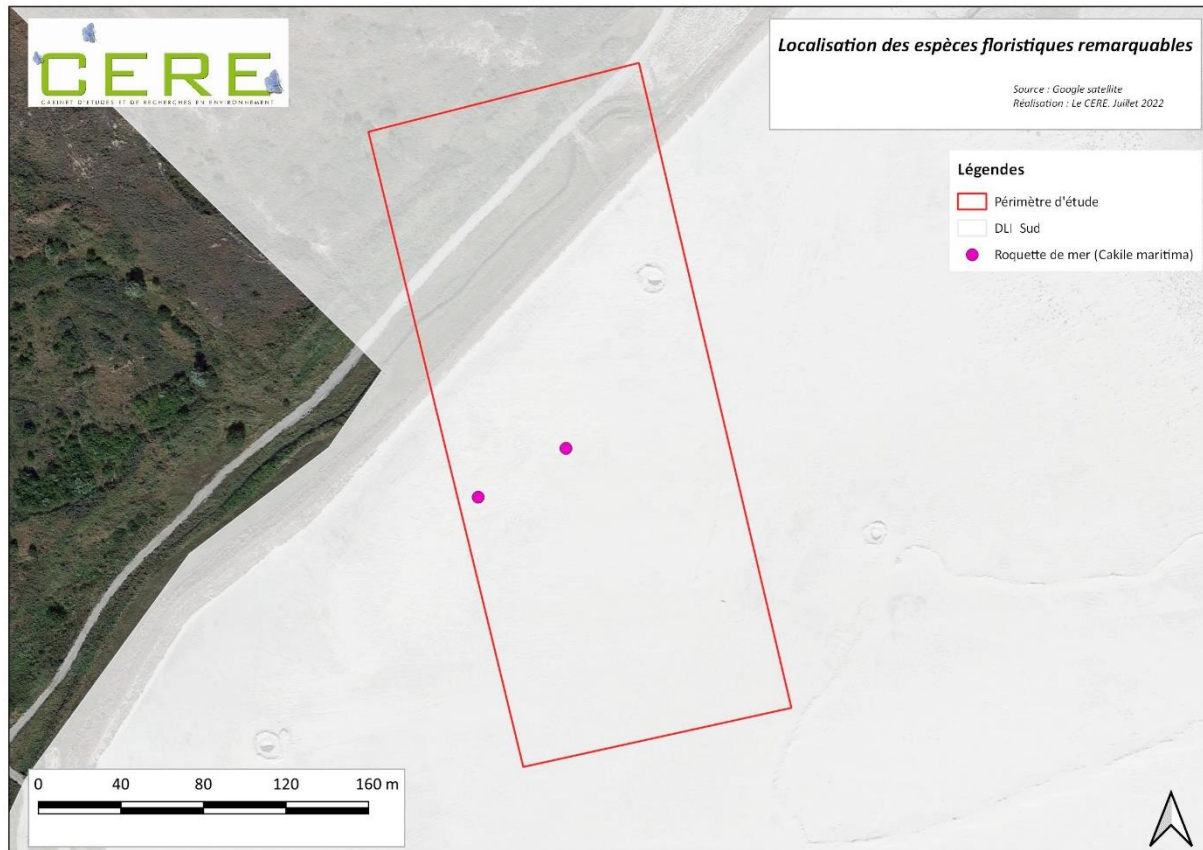 CERE
CABINET D'ÉTUDES ET DE RECHERCHES EN ENVIRONNEMENT
Localisation des espèces floristiques remarquables
Source : Google satellite
Réalisation : Le CERE. Juillet 2022
Légendes
Périmètre d'étude
DLI Sud
Roquette de mer (Cakile maritima)
0 40 80 120 160 m